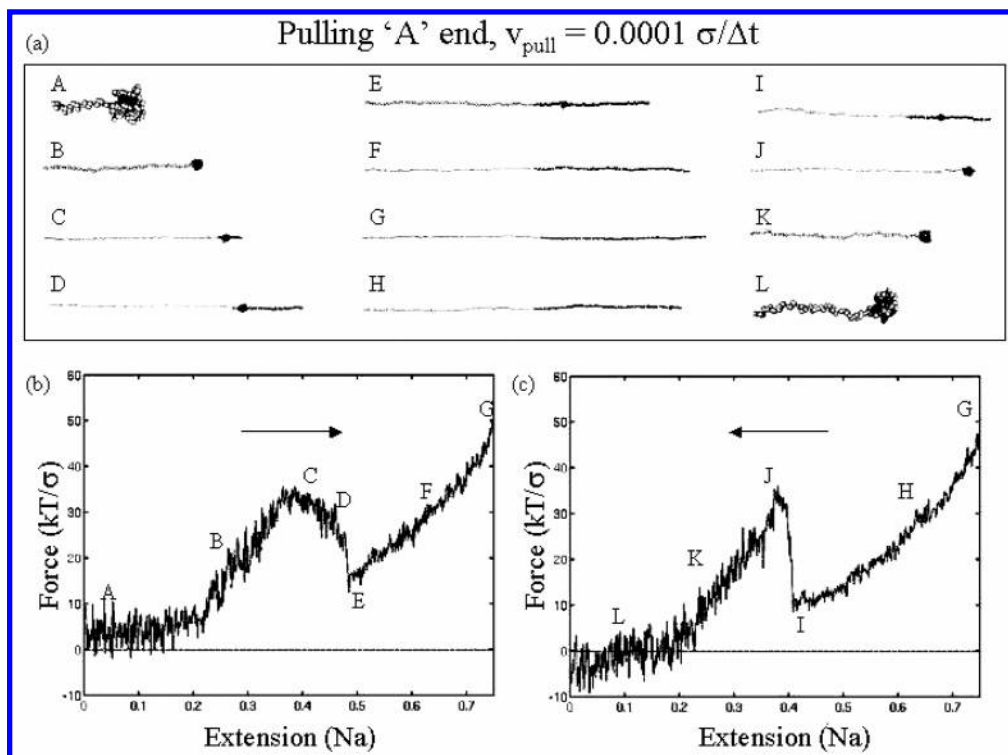 Pulling ‘A’ end, v_pull = 0.0001 σ/Δt
(a)
A E I
B F J
C G K
D H L
(b)
60
50
40
30
20
10
0
-10
Force (kT/σ)
A
B
C
D
E
F
G
0 0.1 0.2 0.3 0.4 0.5 0.6 0.7
Extension (Na)
(c)
60
50
40
30
20
10
0
-10
Force (kT/σ)
L
K
J
I
H
G
0 0.1 0.2 0.3 0.4 0.5 0.6 0.7
Extension (Na)